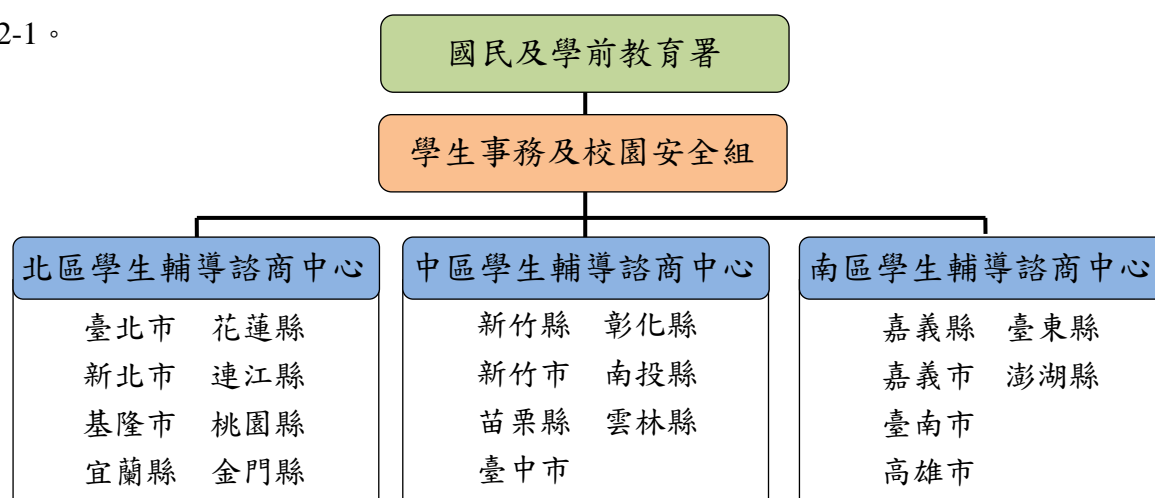 2-1。
國民及學前教育署
學生事務及校園安全組
北區學生輔導諮商中心
臺北市 花蓮縣
新北市 連江縣
基隆市 桃園縣
宜蘭縣 金門縣
中區學生輔導諮商中心
新竹縣 彰化縣
新竹市 南投縣
苗栗縣 雲林縣
臺中市
南區學生輔導諮商中心
嘉義縣 臺東縣
嘉義市 澎湖縣
臺南市
高雄市